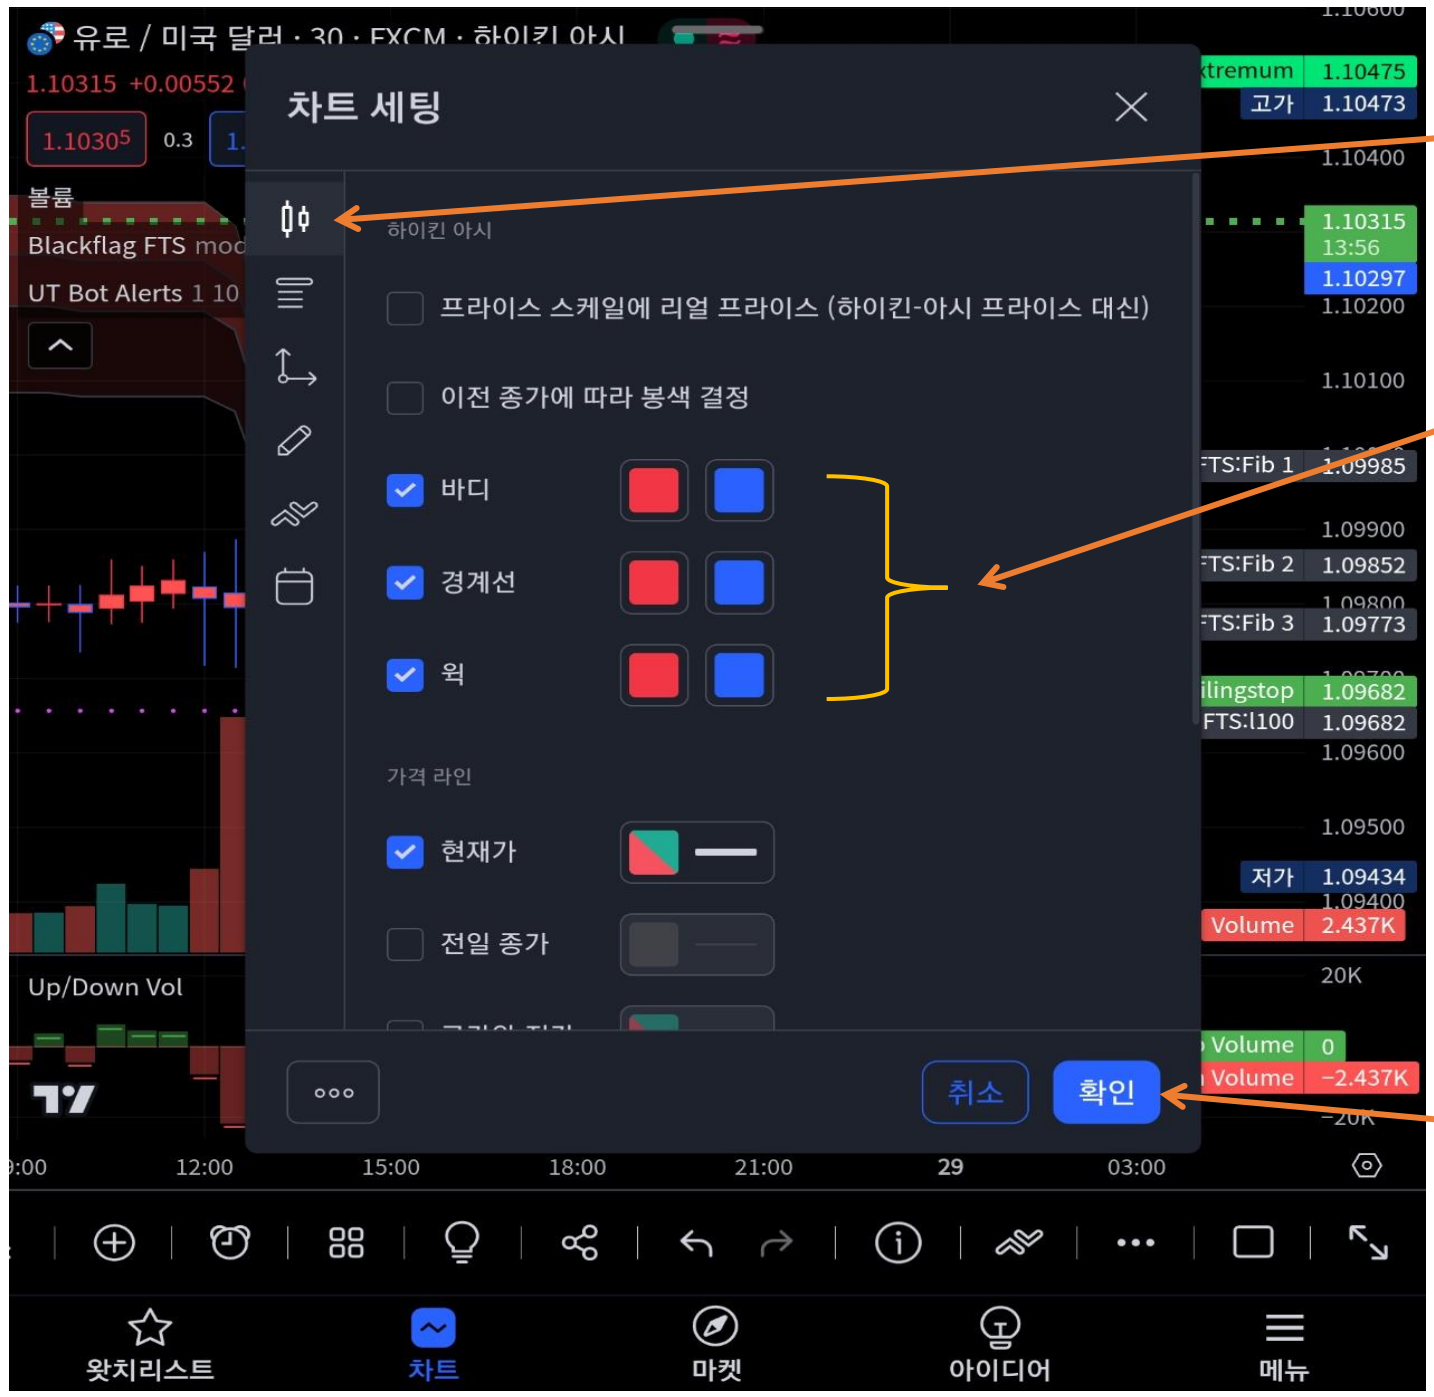 유로 / 미국 달러 · 30 · FXCM · 하이킨 아시
1.10600
1.10315 +0.00552
xtremum 1.10475
고가 1.10473
차트 세팅
1.10305
0.3
1.
1.10400
볼륨
하이킨 아시
1.10315
13:56
Blackflag FTS mod
UT Bot Alerts 1 10
1.10297
1.10200
프라이스 스케일에 리얼 프라이스 (하이킨-아시 프라이스 대신)
1.10100
이전 종가에 따라 봉색 결정
FTS:Fib 1 1.09985
바디
1.09900
FTS:Fib 2 1.09852
경계선
1.09800
FTS:Fib 3 1.09773
윅
ilingstop 1.09682
FTS:l100 1.09682
1.09600
가격 라인
1.09500
현재가
저가 1.09434
1.09400
Volume 2.437K
전일 종가
Up/Down Vol
20K
Volume 0
Volume −2.437K
−20K
취소
확인
12:00
15:00
18:00
21:00
29
03:00
왓치리스트
차트
마켓
아이디어
메뉴